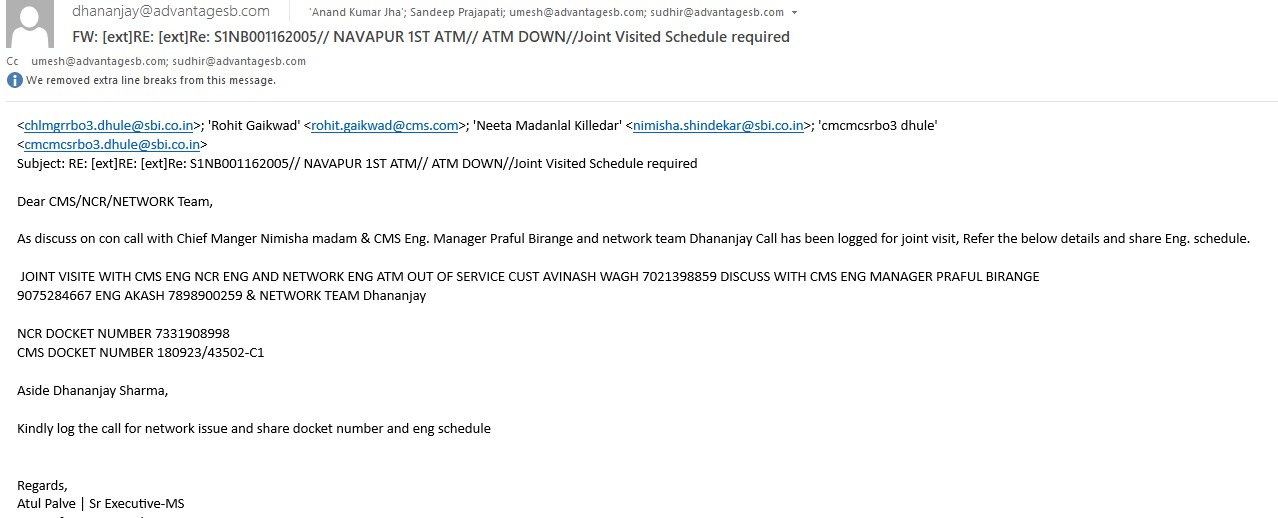 dhananjay@advantagesb.com 'Anand Kumar Jha'; Sandeep Prajapati; umesh@advantagesb.com; sudhir@advantagesb.com
FW: [ext]RE: [ext]Re: S1NB001162005// NAVAPUR 1ST ATM// ATM DOWN//Joint Visited Schedule required
Cc umesh@advantagesb.com; sudhir@advantagesb.com
We removed extra line breaks from this message.
<chlmgrrbo3.dhule@sbi.co.in>; 'Rohit Gaikwad' <rohit.gaikwad@cms.com>; 'Neeta Madanlal Killedar' <nimisha.shindekar@sbi.co.in>; 'cmcmcsrbo3 dhule'
<cmcmcsrbo3.dhule@sbi.co.in>
Subject: RE: [ext]RE: [ext]Re: S1NB001162005// NAVAPUR 1ST ATM// ATM DOWN//Joint Visited Schedule required
Dear CMS/NCR/NETWORK Team,
As discuss on con call with Chief Manger Nimisha madam & CMS Eng. Manager Praful Birange and network team Dhananjay Call has been logged for joint visit, Refer the below details and share Eng. schedule.
JOINT VISITE WITH CMS ENG NCR ENG AND NETWORK ENG ATM OUT OF SERVICE CUST AVINASH WAGH 7021398859 DISCUSS WITH CMS ENG MANAGER PRAFUL BIRANGE
9075284667 ENG AKASH 7898900259 & NETWORK TEAM Dhananjay
NCR DOCKET NUMBER 7331908998
CMS DOCKET NUMBER 180923/43502-C1
Aside Dhananjay Sharma,
Kindly log the call for network issue and share docket number and eng schedule
Regards,
Atul Palve | Sr Executive-MS